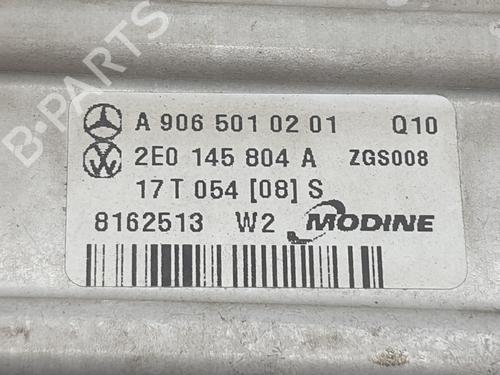 B-PARTS
A 906 501 02 01 Q10
2E0 145 804 A ZGS008
17 T 054 [08] S
8162513 W2 MODINE